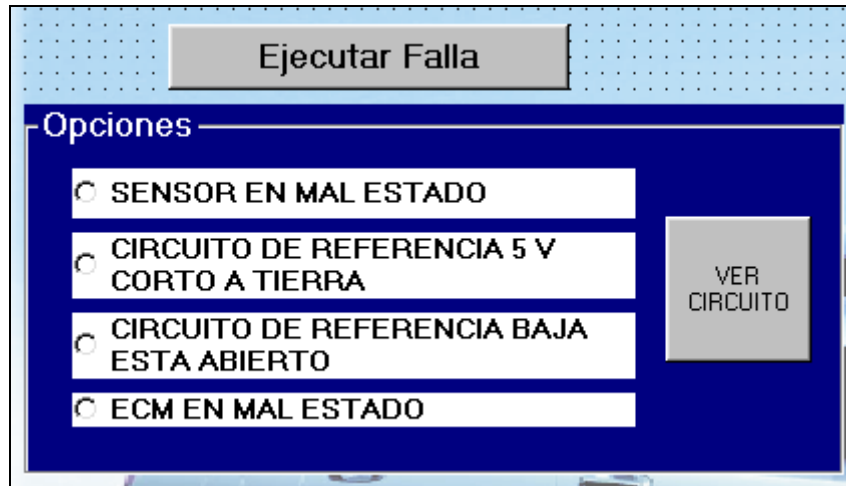 Ejecutar Falla
Opciones
SENSOR EN MAL ESTADO
CIRCUITO DE REFERENCIA 5 V
CORTO A TIERRA
CIRCUITO DE REFERENCIA BAJA
ESTA ABIERTO
ECM EN MAL ESTADO
VER
CIRCUITO